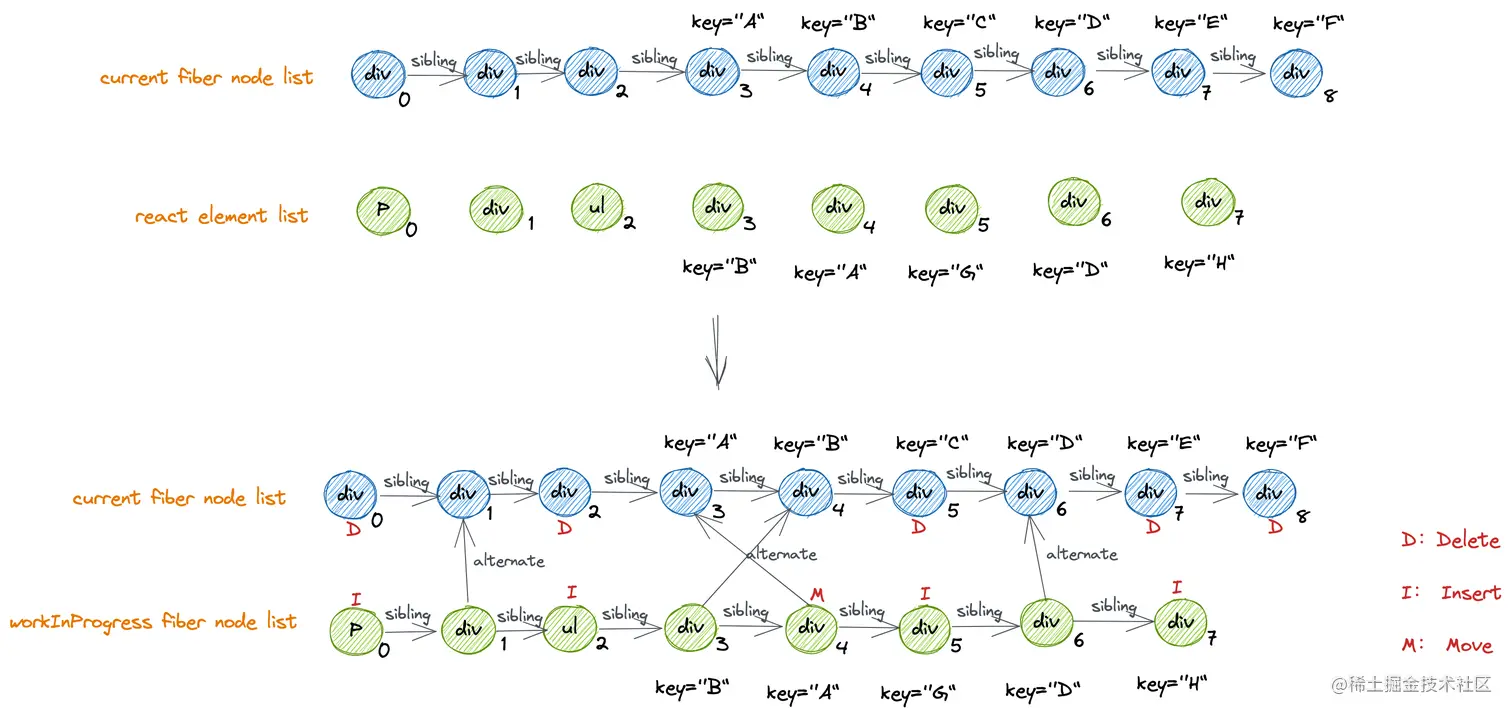 key="A" key="B" key="C" key="D" key="E" key="F"
sibling sibling sibling sibling sibling sibling sibling sibling
current fiber node list div div div div div div div div div
0 1 2 3 4 5 6 7 8
react element list P div ul div div div div div
0 1 2 3 4 5 6 7
key="B" key="A" key="G" key="D" key="H"
key="A" key="B" key="C" key="D" key="E" key="F"
sibling sibling sibling sibling sibling sibling sibling sibling
current fiber node list div div div div div div div div div
0 1 2 3 4 5 6 7 8
D D D D D
D: Delete
alternate alternate alternate
I I M I I
I: Insert
sibling sibling sibling sibling sibling sibling sibling
workInProgress fiber node list P div ul div div div div div
0 1 2 3 4 5 6 7
M: Move
key="B" key="A" key="G" key="D" key="H"
@稀土掘金技术社区